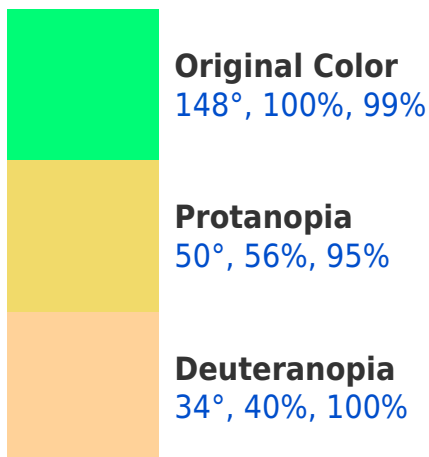 Original Color
148°, 100%, 99%
Protanopia
50°, 56%, 95%
Deuteranopia
34°, 40%, 100%